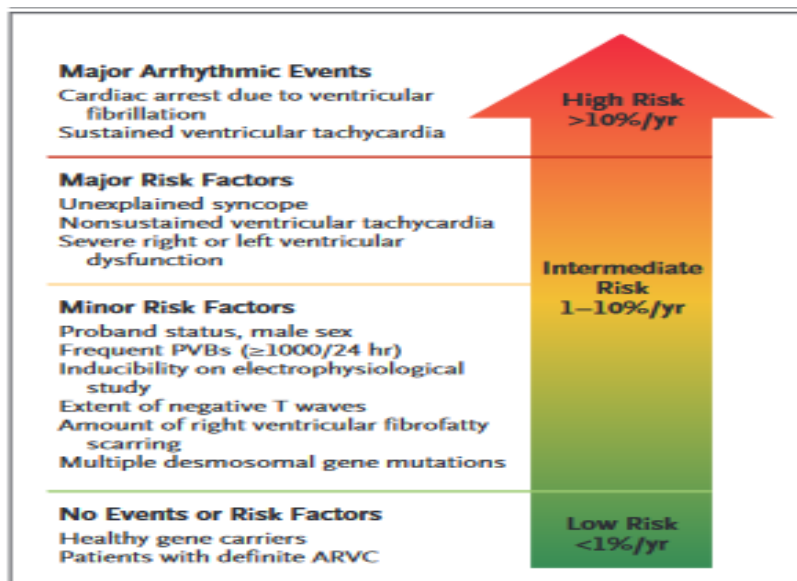 Major Arrhythmic Events
Cardiac arrest due to ventricular
fibrillation
Sustained ventricular tachycardia
High Risk
>10%/yr
Major Risk Factors
Unexplained syncope
Nonsustained ventricular tachycardia
Severe right or left ventricular
dysfunction
Intermediate
Risk
1–10%/yr
Minor Risk Factors
Proband status, male sex
Frequent PVBs (≥1000/24 hr)
Inducibility on electrophysiological
study
Extent of negative T waves
Amount of right ventricular fibrofatty
scarring
Multiple desmosomal gene mutations
No Events or Risk Factors
Healthy gene carriers
Patients with definite ARVC
Low Risk
<1%/yr